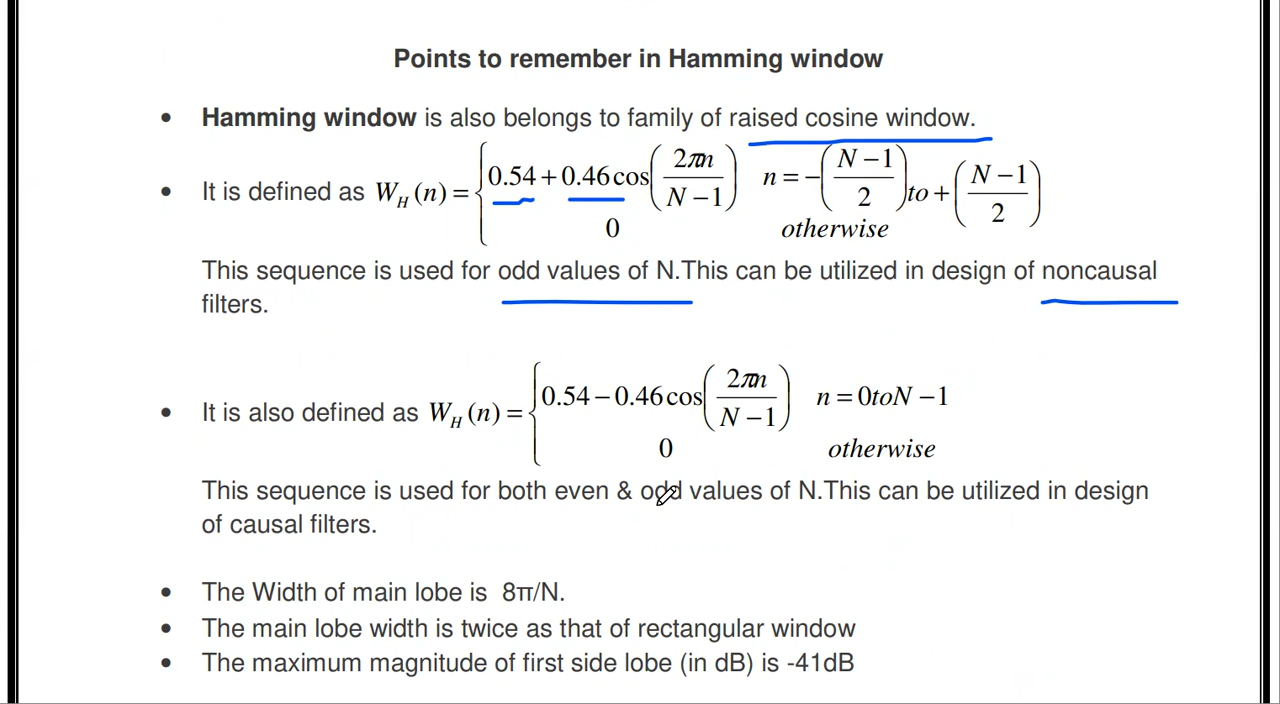 Points to remember in Hamming window
• Hamming window is also belongs to family of raised cosine window.
• It is defined as W_H(n) = { 0.54 + 0.46 cos(2πn / N − 1)   n = −(N − 1 / 2) to + (N − 1 / 2)
0   otherwise
This sequence is used for odd values of N.This can be utilized in design of noncausal
filters.
• It is also defined as W_H(n) = { 0.54 − 0.46 cos(2πn / N − 1)   n = 0toN − 1
0   otherwise
This sequence is used for both even & odd values of N.This can be utilized in design
of causal filters.
• The Width of main lobe is 8π/N.
• The main lobe width is twice as that of rectangular window
• The maximum magnitude of first side lobe (in dB) is -41dB